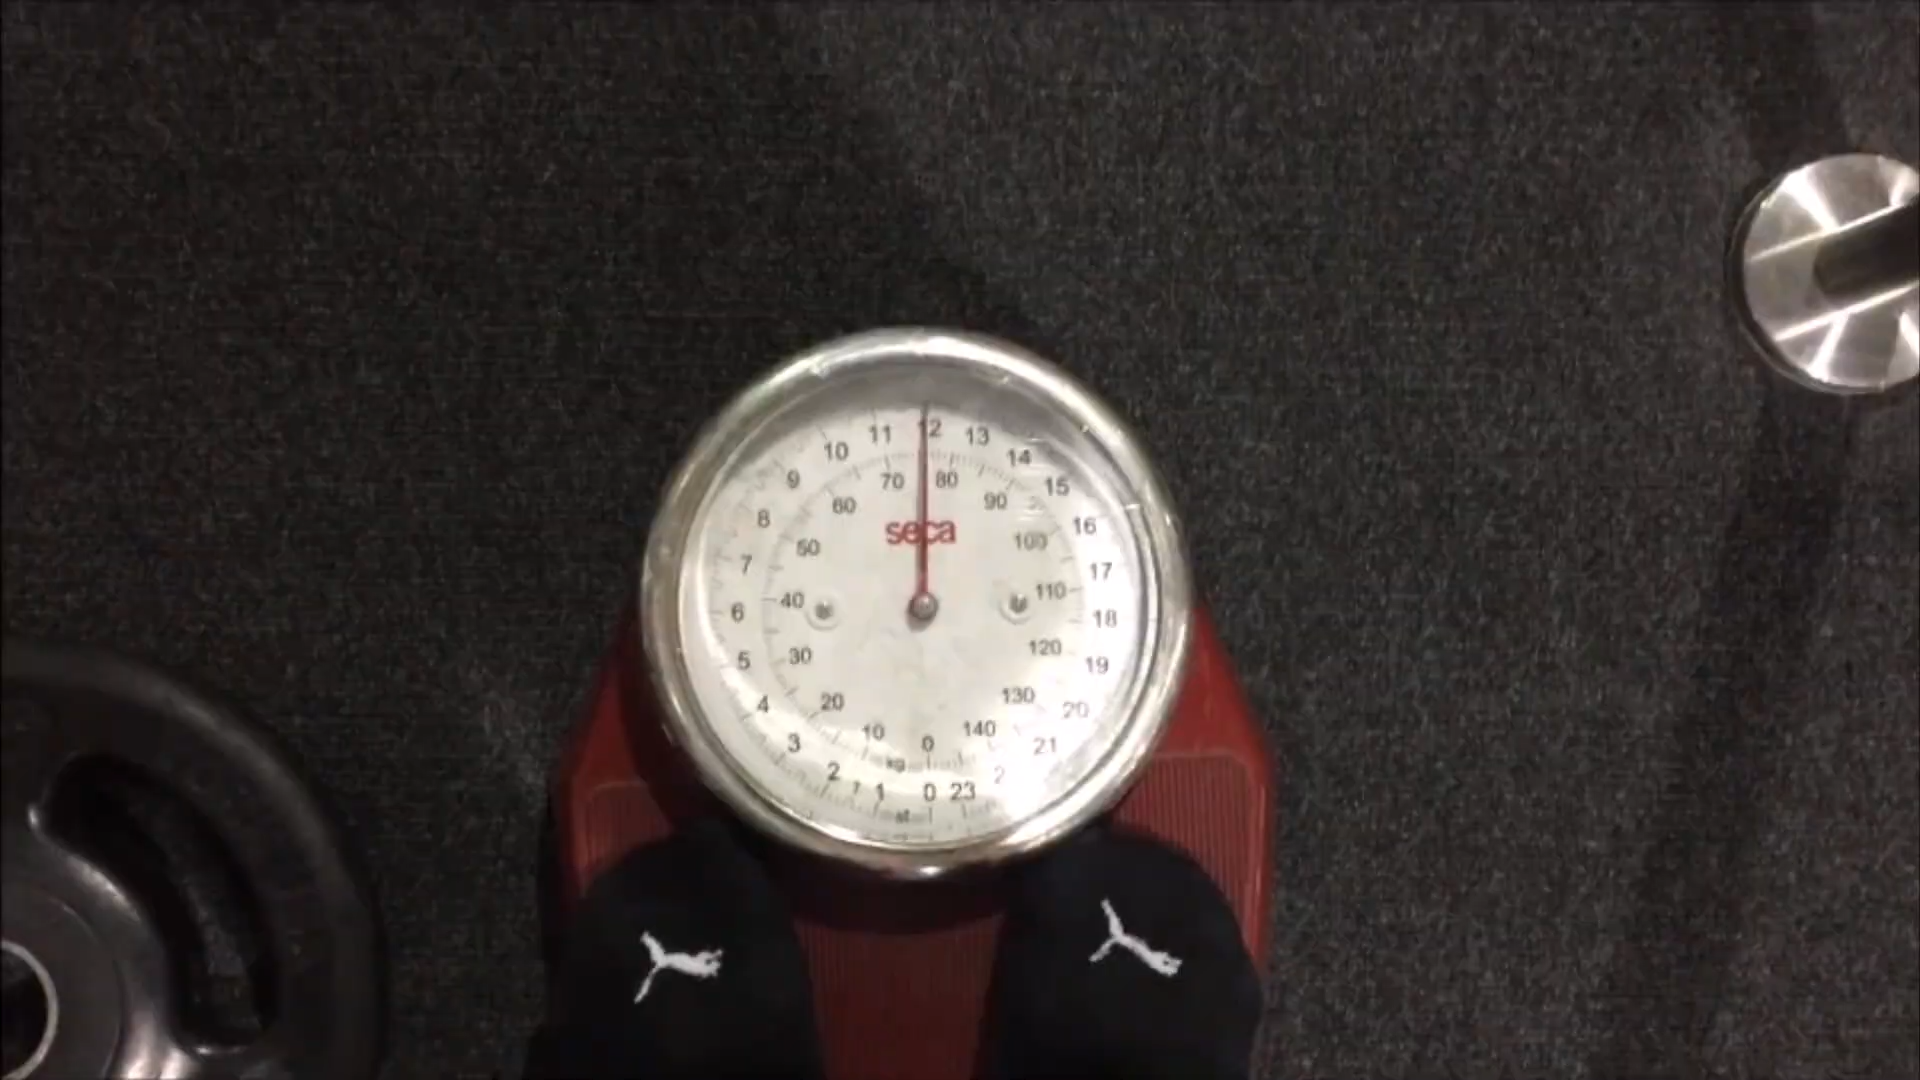 11 12 13
10 14
9 70 80 15
8 60 90 16
seca
7 50 100 17
6 40 110 18
5 30 120 19
4 20 130 20
3 10 0 140 21
kg
2 1 0 23
st